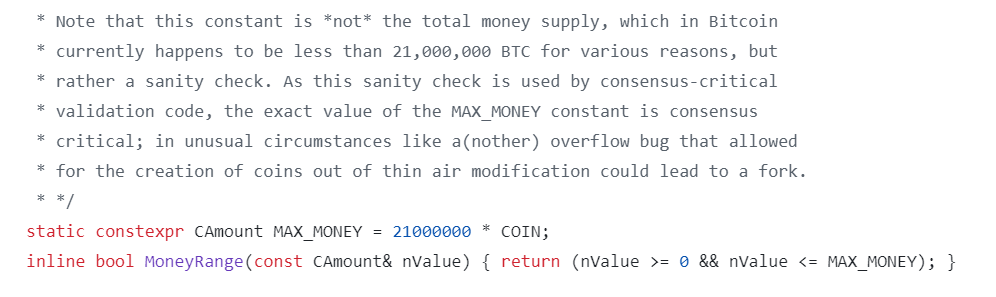 * Note that this constant is *not* the total money supply, which in Bitcoin
* currently happens to be less than 21,000,000 BTC for various reasons, but
* rather a sanity check. As this sanity check is used by consensus-critical
* validation code, the exact value of the MAX_MONEY constant is consensus
* critical; in unusual circumstances like a(nother) overflow bug that allowed
* for the creation of coins out of thin air modification could lead to a fork.
* */
static constexpr CAmount MAX_MONEY = 21000000 * COIN;
inline bool MoneyRange(const CAmount& nValue) { return (nValue >= 0 && nValue <= MAX_MONEY); }